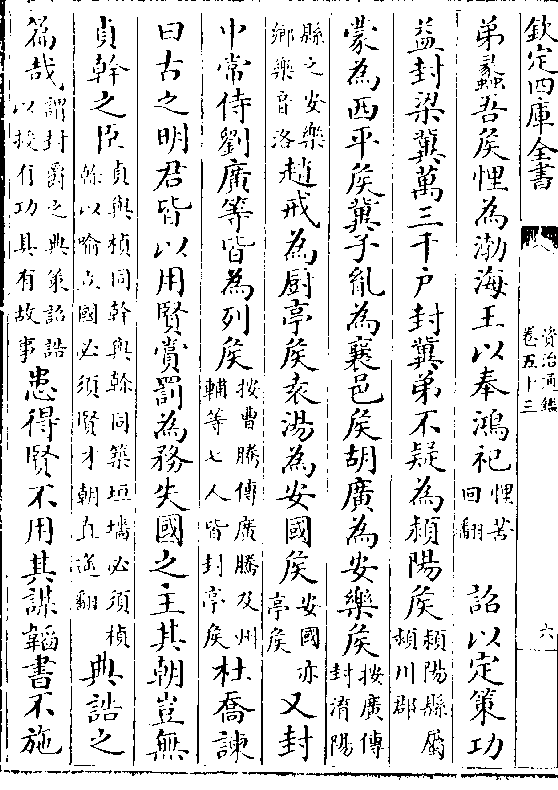 欽定四庫全書
資治通鑑
卷五十三
六
弟蠡吾侯悝為渤海王以奉鴻祀悝苦回翻 詔以定策功
益封梁冀萬三千户封冀弟不疑為潁陽侯潁陽縣屬潁川郡
蒙為西平侯冀子胤為襄邑侯胡廣為安樂侯按廣傳封淯陽
縣之安樂鄉樂音洛趙戒為厨亭侯袁湯為安國侯安國亦亭侯又封
中常侍劉廣等皆為列侯按曹騰傳廣騰及州輔等七人皆封亭侯杜喬諫
曰古之明君皆以用賢賞罰為務失國之主其朝豈無
貞幹之臣貞與楨同幹與榦同築垣墻必須楨榦以喻立國必須賢才朝直遥翻典誥之
篇哉謂封爵之典策詔誥以授有功具有故事患得賢不用其謀韜書不施